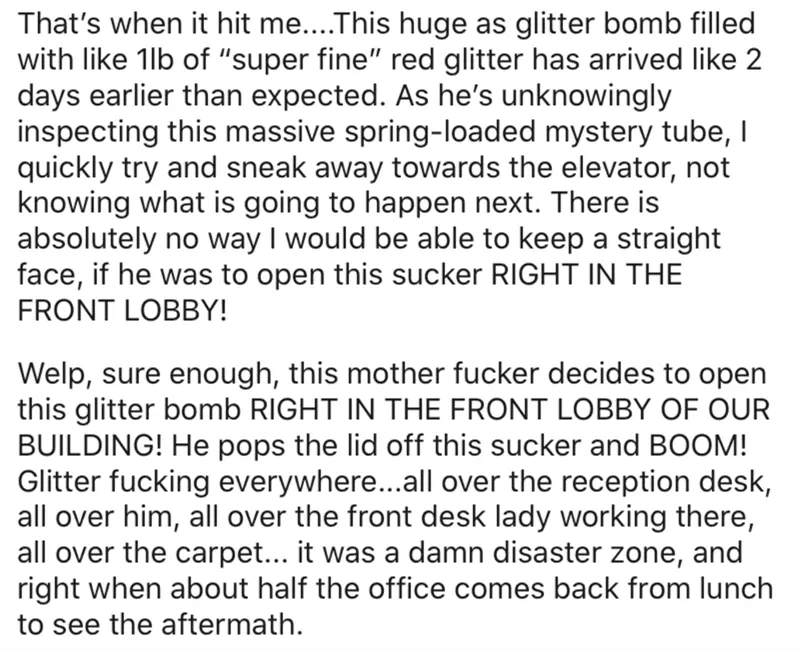 That’s when it hit me....This huge as glitter bomb filled
with like 1lb of “super fine” red glitter has arrived like 2
days earlier than expected. As he’s unknowingly
inspecting this massive spring-loaded mystery tube, I
quickly try and sneak away towards the elevator, not
knowing what is going to happen next. There is
absolutely no way I would be able to keep a straight
face, if he was to open this sucker RIGHT IN THE
FRONT LOBBY!
Welp, sure enough, this mother fucker decides to open
this glitter bomb RIGHT IN THE FRONT LOBBY OF OUR
BUILDING! He pops the lid off this sucker and BOOM!
Glitter fucking everywhere...all over the reception desk,
all over him, all over the front desk lady working there,
all over the carpet... it was a damn disaster zone, and
right when about half the office comes back from lunch
to see the aftermath.